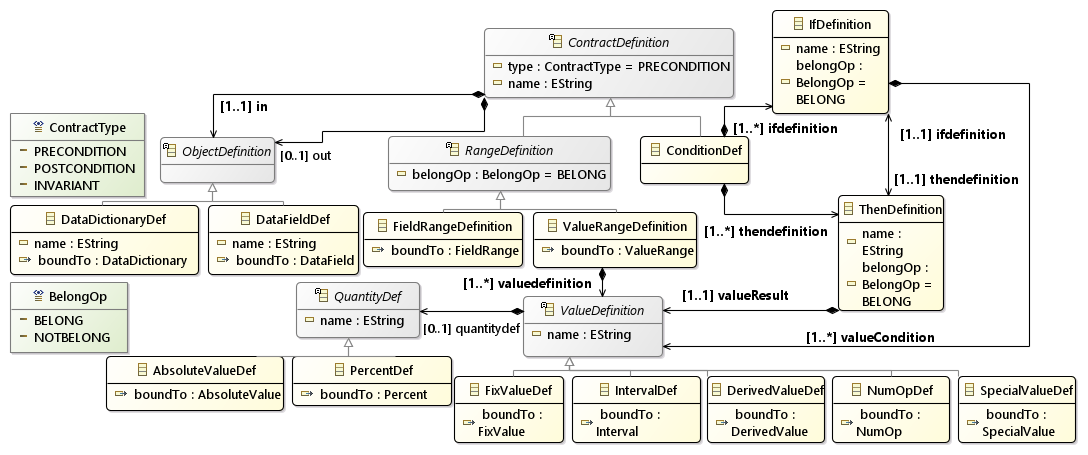 IfDefinition
name : EString
belongOp :
BelongOp =
BELONG
ContractDefinition
type : ContractType = PRECONDITION
name : EString
[1..1] in
[0..1] out
[1..*] ifdefinition
[1..1] ifdefinition
[1..1] thendefinition
ContractType
PRECONDITION
POSTCONDITION
INVARIANT
ObjectDefinition
RangeDefinition
belongOp : BelongOp = BELONG
ConditionDef
[1..*] thendefinition
ThenDefinition
name :
EString
belongOp :
BelongOp =
BELONG
DataDictionaryDef
name : EString
boundTo : DataDictionary
DataFieldDef
name : EString
boundTo : DataField
FieldRangeDefinition
boundTo : FieldRange
ValueRangeDefinition
boundTo : ValueRange
[1..*] valuedefinition
[1..1] valueResult
[1..*] valueCondition
BelongOp
BELONG
NOTBELONG
QuantityDef
name : EString
[0..1] quantitydef
ValueDefinition
name : EString
AbsoluteValueDef
boundTo : AbsoluteValue
PercentDef
boundTo : Percent
FixValueDef
boundTo :
FixValue
IntervalDef
boundTo :
Interval
DerivedValueDef
boundTo :
DerivedValue
NumOpDef
boundTo :
NumOp
SpecialValueDef
boundTo :
SpecialValue